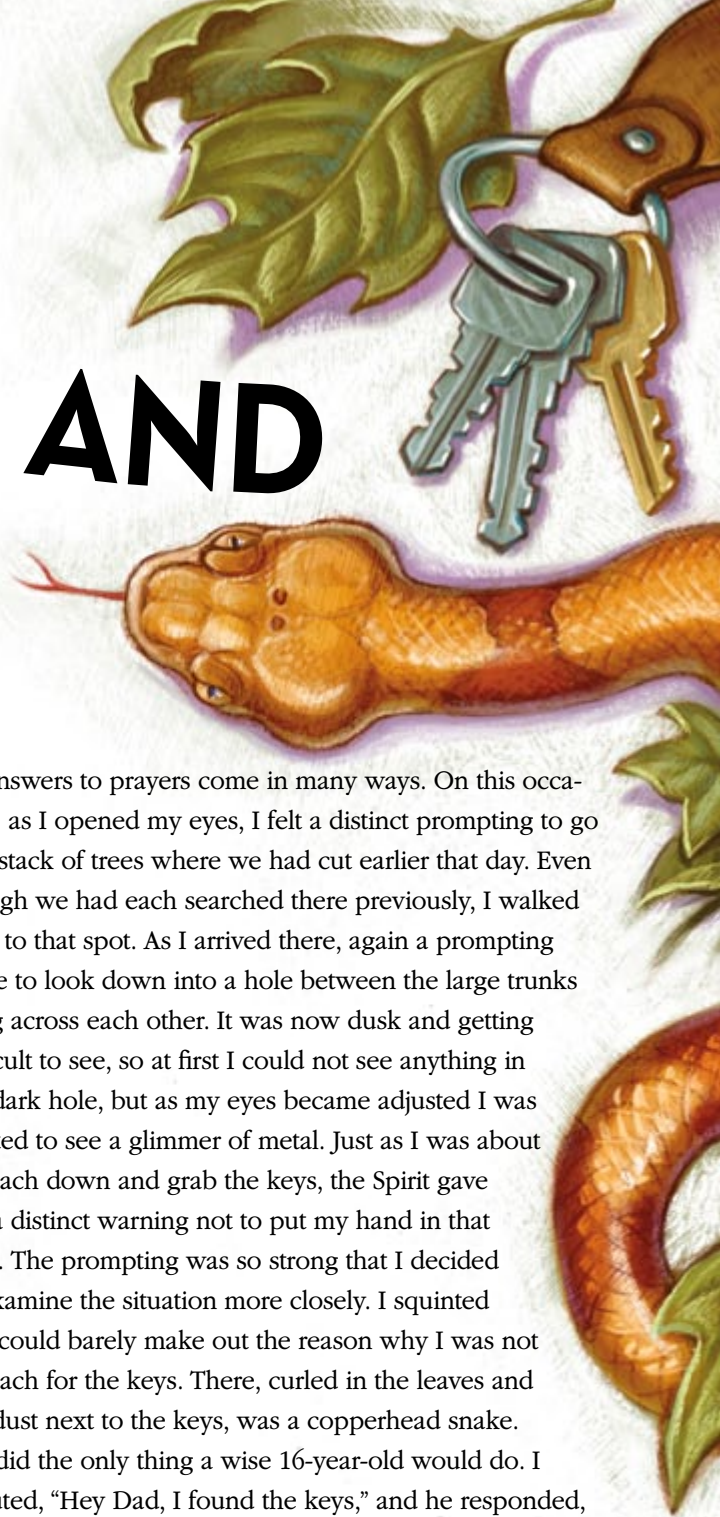 AND
nswers to prayers come in many ways. On this occa-
as I opened my eyes, I felt a distinct prompting to go
stack of trees where we had cut earlier that day. Even
gh we had each searched there previously, I walked
to that spot. As I arrived there, again a prompting
e to look down into a hole between the large trunks
g across each other. It was now dusk and getting
cult to see, so at first I could not see anything in
dark hole, but as my eyes became adjusted I was
ted to see a glimmer of metal. Just as I was about
ach down and grab the keys, the Spirit gave
a distinct warning not to put my hand in that
. The prompting was so strong that I decided
xamine the situation more closely. I squinted
could barely make out the reason why I was not
ach for the keys. There, curled in the leaves and
dust next to the keys, was a copperhead snake.
did the only thing a wise 16-year-old would do. I
uted, “Hey Dad, I found the keys,” and he responded,